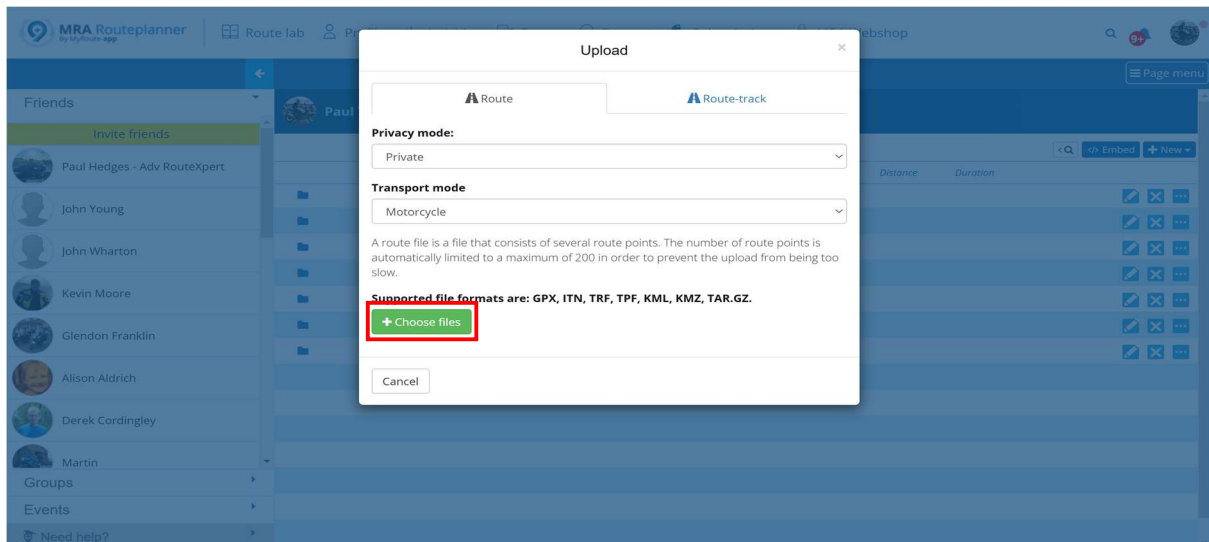 MRA Routeplanner
By MyRoute-app
Route lab
ebshop
9+
Page menu
Friends
Invite friends
Paul Hedges - Adv RouteXpert
John Young
John Wharton
Kevin Moore
Glendon Franklin
Alison Aldrich
Derek Cordingley
Martin
Groups
Events
Need help?
Paul
Embed
New
Distance
Duration
Upload
Route
Route-track
Privacy mode:
Private
Transport mode
Motorcycle
A route file is a file that consists of several route points. The number of route points is
automatically limited to a maximum of 200 in order to prevent the upload from being too
slow.
Supported file formats are: GPX, ITN, TRF, TPF, KML, KMZ, TAR.GZ.
+ Choose files
Cancel